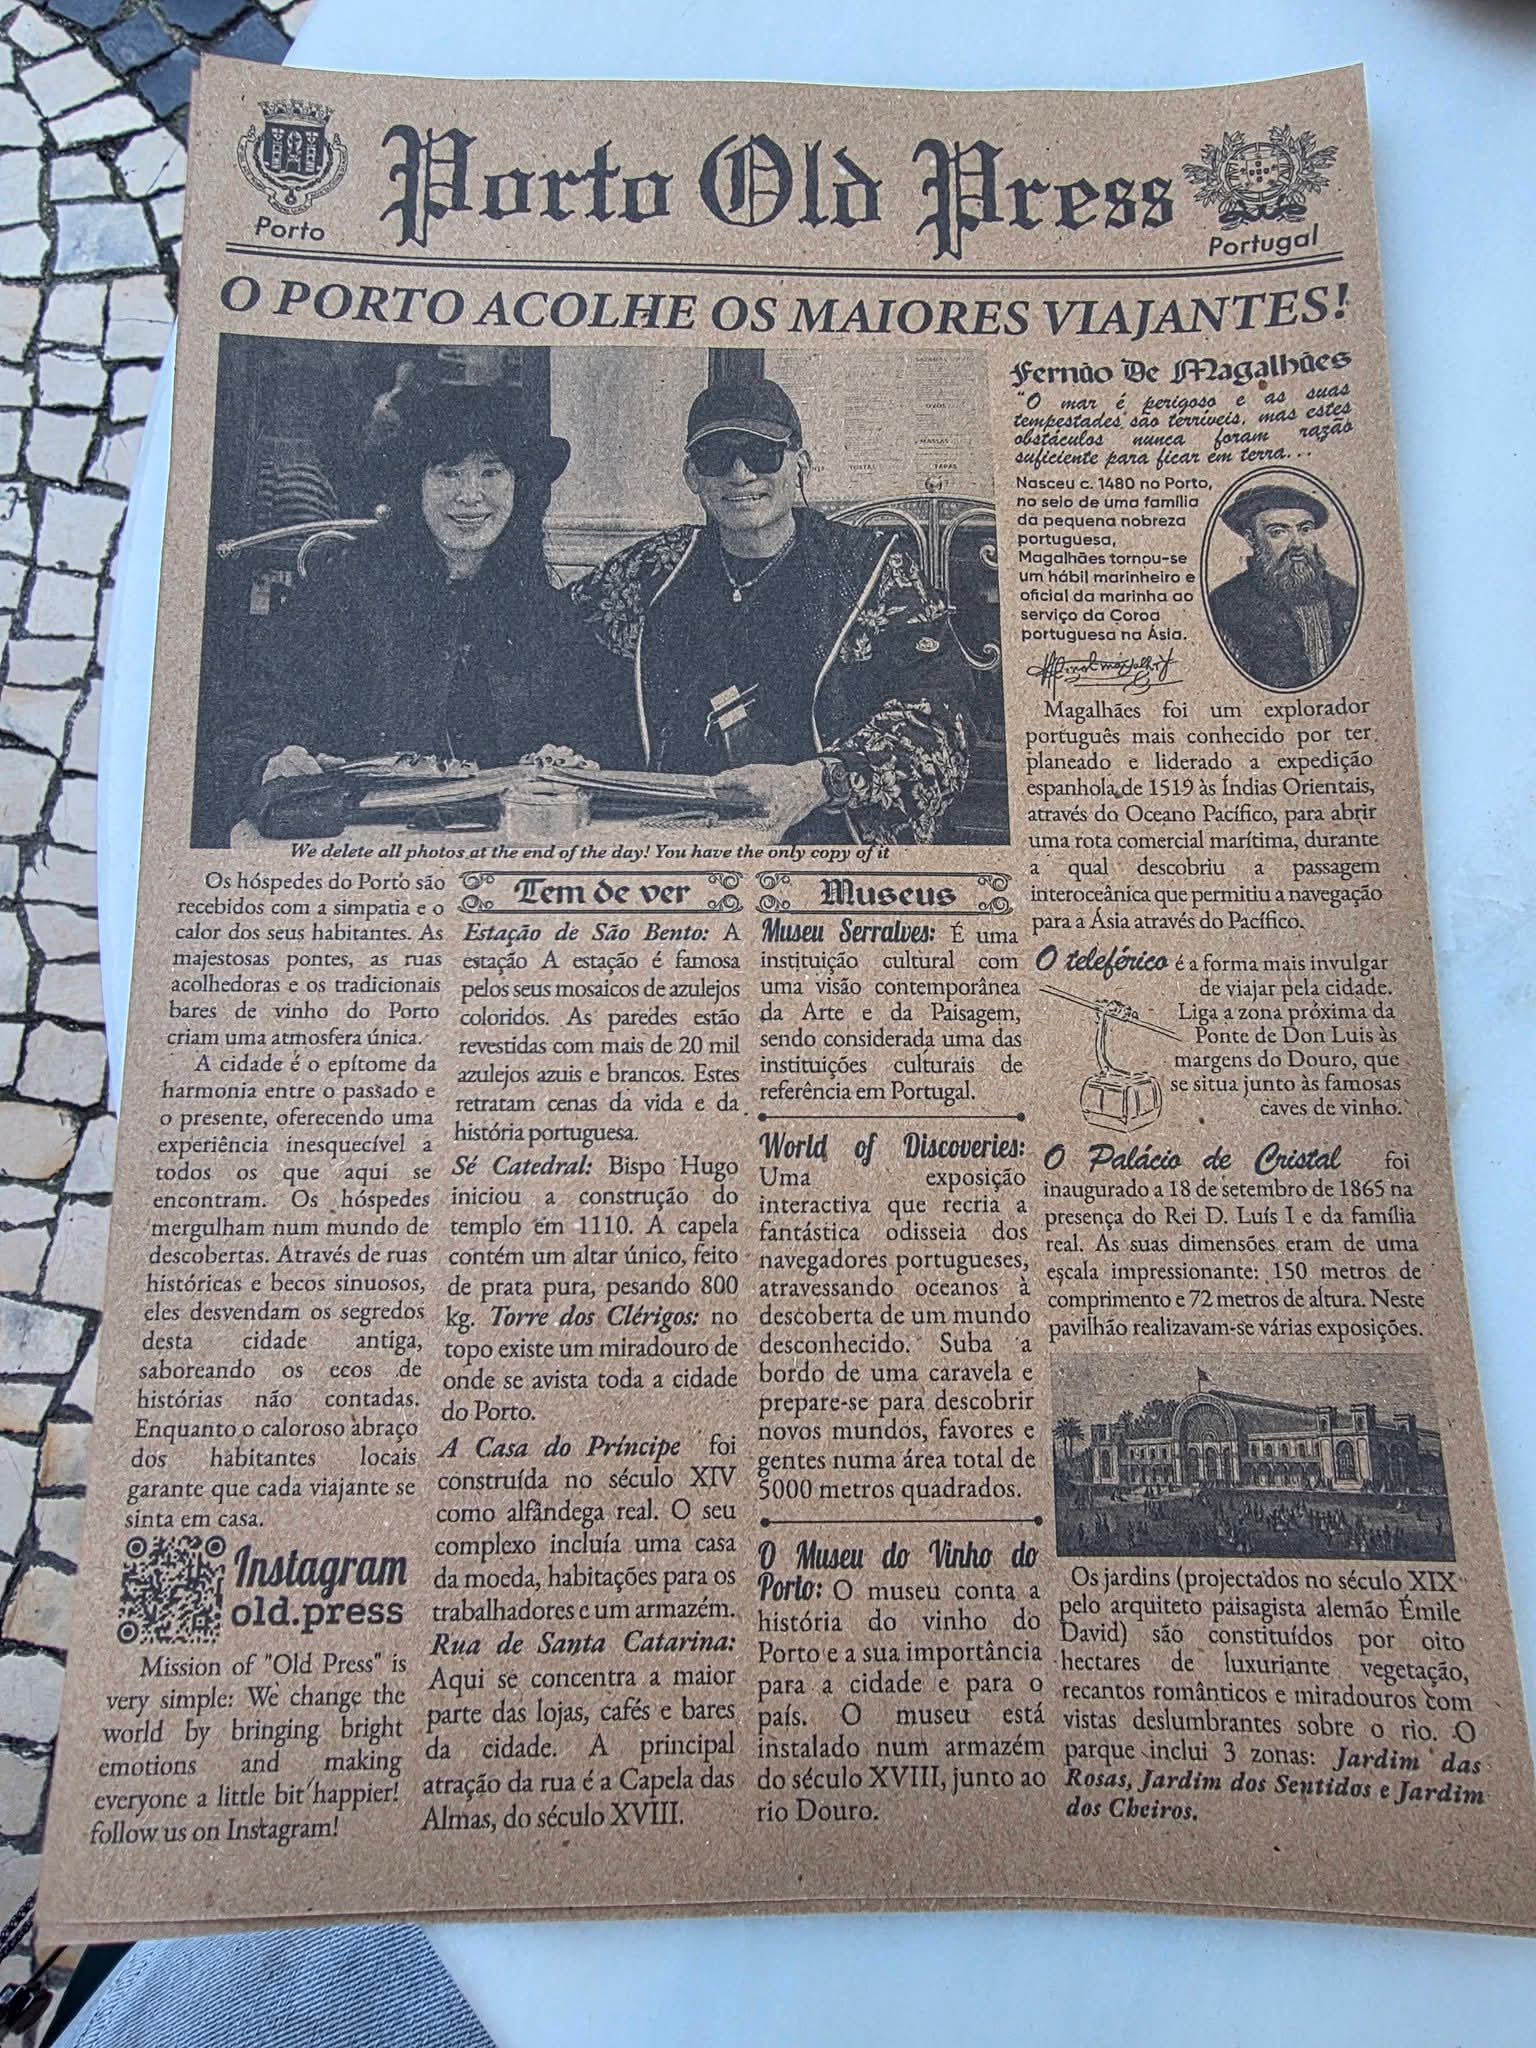 Porto
Porto Old Press
Portugal
O PORTO ACOLHE OS MAIORES VIAJANTES!
We delete all photos at the end of the day! You have the only copy of it
Os hóspedes do Porto são
recebidos com a simpatia e o
calor dos seus habitantes. As
majestosas pontes, as ruas
acolhedoras e os tradicionais
bares de vinho do Porto
criam uma atmosfera única.
A cidade é o epítome da
harmonia entre o passado e
o presente, oferecendo uma
experiência inesquecível a
todos os que aqui se
encontram. Os hóspedes
mergulham num mundo de
descobertas. Através de ruas
históricas e becos sinuosos,
eles desvendam os segredos
desta cidade antiga,
saboreando os ecos de
histórias não contadas.
Enquanto o caloroso abraço
dos habitantes locais
garante que cada viajante se
sinta em casa.
Instagram
old.press
Mission of "Old Press" is
very simple: We change the
world by bringing bright
emotions and making
everyone a little bit happier!
follow us on Instagram!
Tem de ver
Estação de São Bento: A
estação A estação é famosa
pelos seus mosaicos de azulejos
coloridos. As paredes estão
revestidas com mais de 20 mil
azulejos azuis e brancos. Estes
retratam cenas da vida e da
história portuguesa.
Sé Catedral: Bispo Hugo
iniciou a construção do
templo em 1110. A capela
contém um altar único, feito
de prata pura, pesando 800
kg. Torre dos Clérigos: no
topo existe um miradouro de
onde se avista toda a cidade
do Porto.
A Casa do Príncipe foi
construída no século XIV
como alfândega real. O seu
complexo incluía uma casa
da moeda, habitações para os
trabalhadores e um armazém.
Rua de Santa Catarina:
Aqui se concentra a maior
parte das lojas, cafés e bares
da cidade. A principal
atração da rua é a Capela das
Almas, do século XVIII.
Museus
Museu Serralves: É uma
instituição cultural com
uma visão contemporânea
da Arte e da Paisagem,
sendo considerada uma das
instituições culturais de
referência em Portugal.
World of Discoveries:
Uma exposição
interactiva que recria a
fantástica odisseia dos
navegadores portugueses,
atravessando oceanos à
descoberta de um mundo
desconhecido. Suba a
bordo de uma caravela e
prepare-se para descobrir
novos mundos, favores e
gentes numa área total de
5000 metros quadrados.
O Museu do Vinho do
Porto: O museu conta a
história do vinho do
Porto e a sua importância
para a cidade e para o
país. O museu está
instalado num armazém
do século XVIII, junto ao
rio Douro.
Fernão De Magalhães
"O mar é perigoso e as suas
tempestades são terríveis, mas estes
obstáculos nunca foram razão
suficiente para ficar em terra..."
Nasceu c. 1480 no Porto,
no seio de uma família
da pequena nobreza
portuguesa,
Magalhães tornou-se
um hábil marinheiro e
oficial da marinha ao
serviço da Coroa
portuguesa na Ásia.
Magalhães foi um explorador
português mais conhecido por ter
planeado e liderado a expedição
espanhola de 1519 às Índias Orientais,
através do Oceano Pacífico, para abrir
uma rota comercial marítima, durante
a qual descobriu a passagem
interoceânica que permitiu a navegação
para a Ásia através do Pacífico.
O teleférico é a forma mais invulgar
de viajar pela cidade.
Liga a zona próxima da
Ponte de Don Luis às
margens do Douro, que
se situa junto às famosas
caves de vinho.
O Palácio de Cristal foi
inaugurado a 18 de setembro de 1865 na
presença do Rei D. Luís I e da família
real. As suas dimensões eram de uma
escala impressionante: 150 metros de
comprimento e 72 metros de altura. Neste
pavilhão realizavam-se várias exposições.
Os jardins (projectados no século XIX
pelo arquiteto paisagista alemão Émile
David) são constituídos por oito
hectares de luxuriante vegetação,
recantos românticos e miradouros com
vistas deslumbrantes sobre o rio. O
parque inclui 3 zonas: Jardim das
Rosas, Jardim dos Sentidos e Jardim
dos Cheiros.